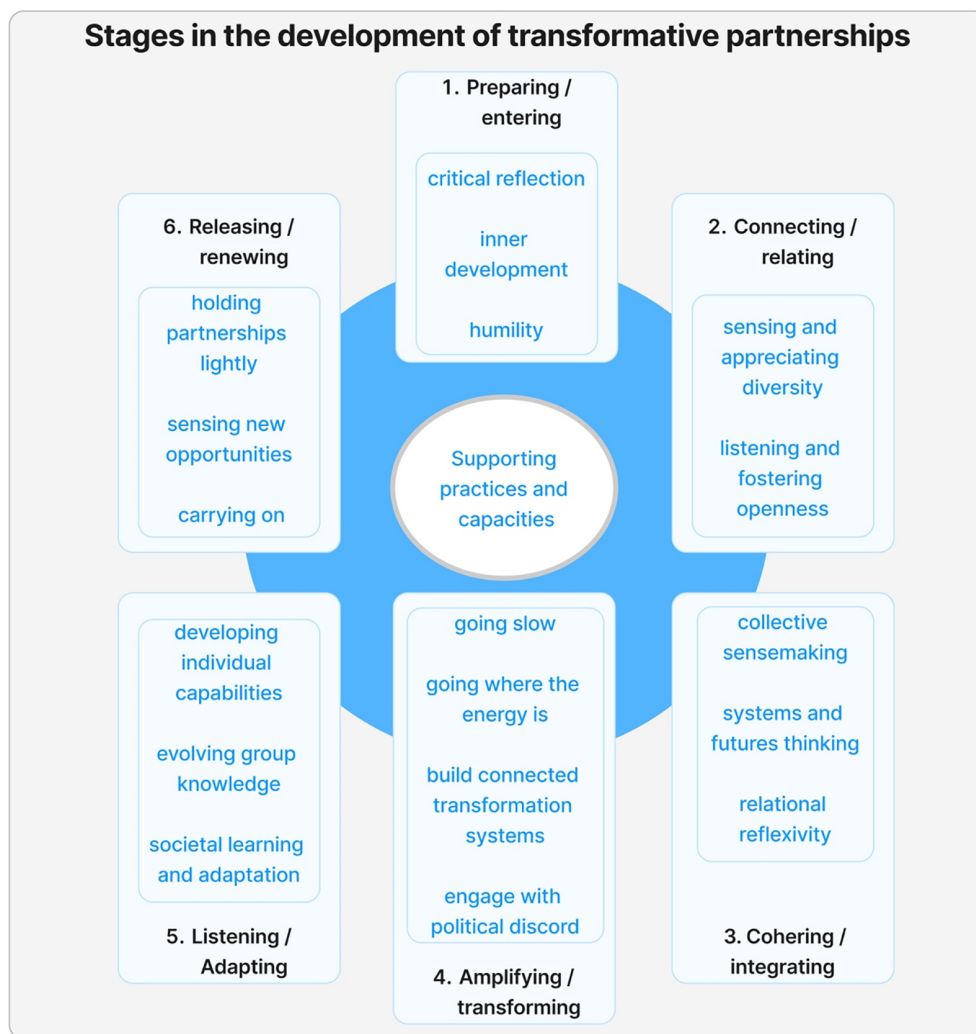 Stages in the development of transformative partnerships
1. Preparing /
entering
critical reflection
inner
development
humility
2. Connecting /
relating
sensing and
appreciating
diversity
listening and
fostering
openness
collective
sensemaking
systems and
futures thinking
relational
reflexivity
3. Cohering /
integrating
going slow
going where the
energy is
build connected
transformation
systems
engage with
political discord
4. Amplifying /
transforming
developing
individual
capabilities
evolving group
knowledge
societal learning
and adaptation
5. Listening /
Adapting
6. Releasing /
renewing
holding
partnerships
lightly
sensing new
opportunities
carrying on
Supporting
practices and
capacities